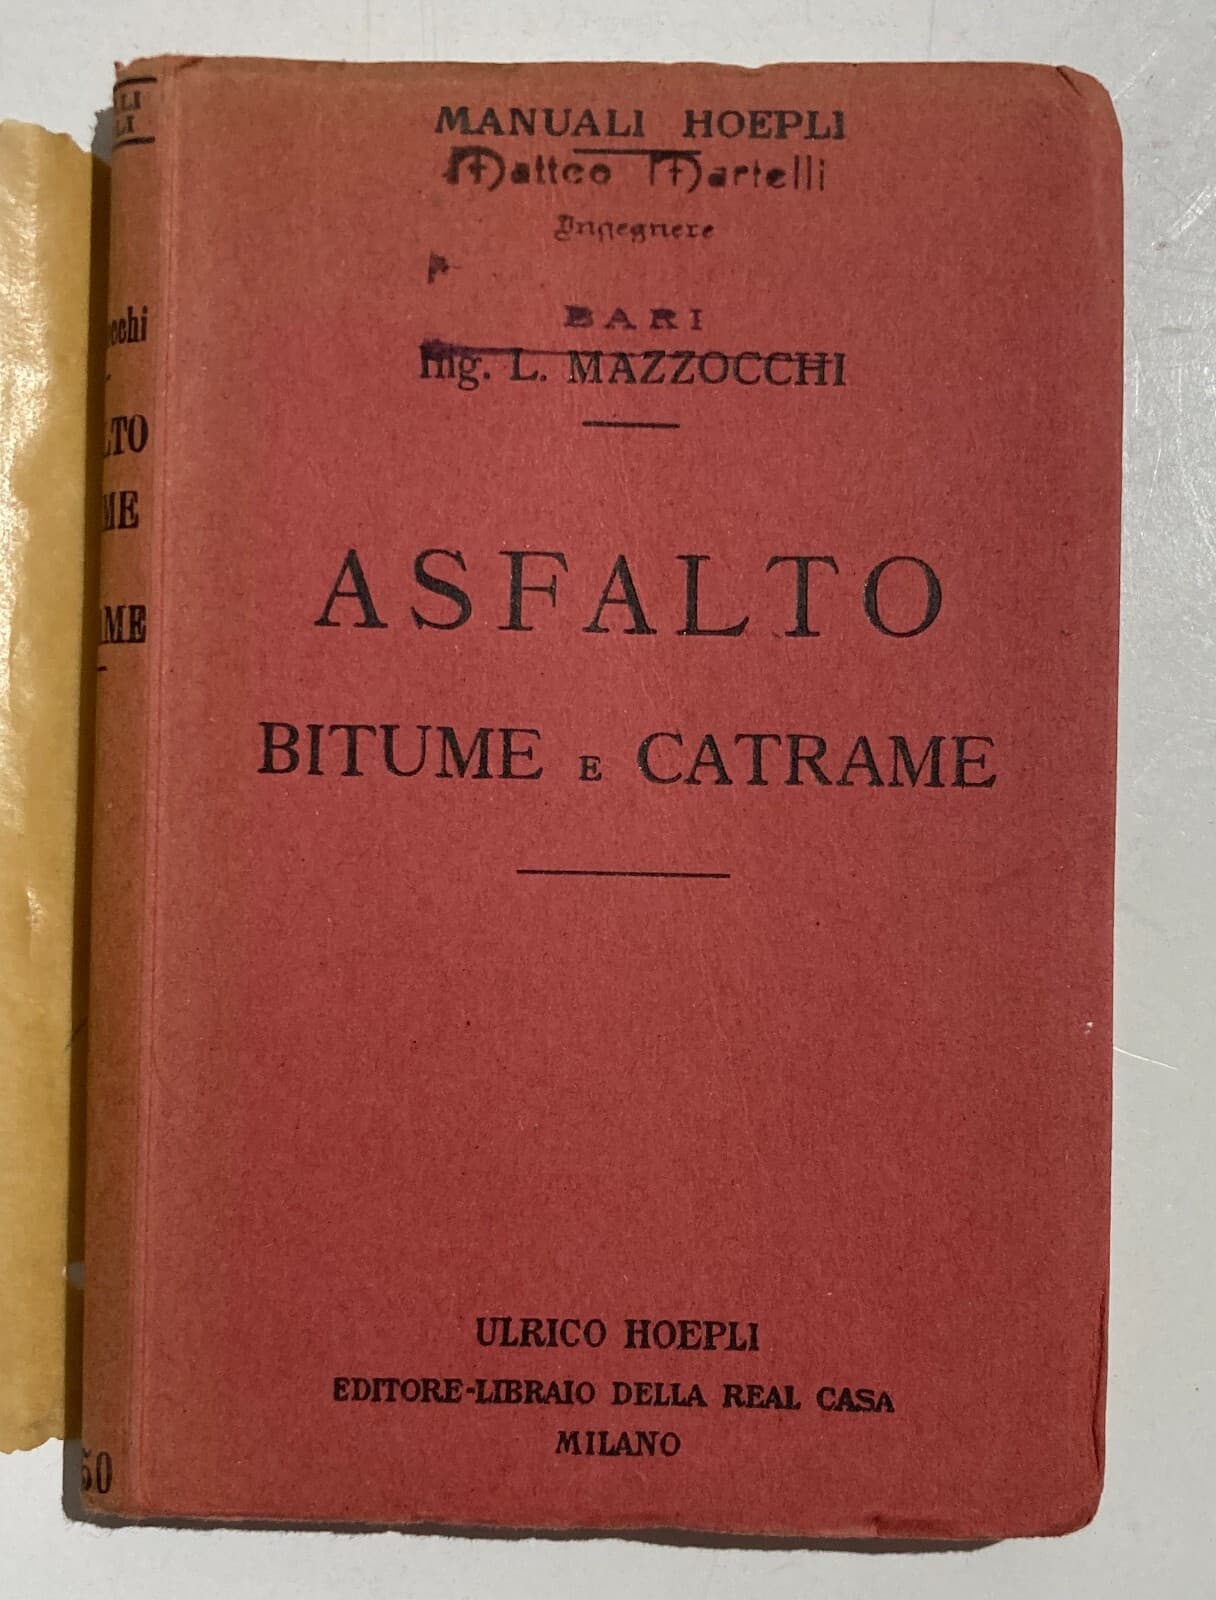 MANUALI HOEPLI
Matteo Martelli
Ingegnere
BARI
Ing. L. MAZZOCCHI
ASFALTO
BITUME E CATRAME
ULRICO HOEPLI
EDITORE-LIBRAIO DELLA REAL CASA
MILANO